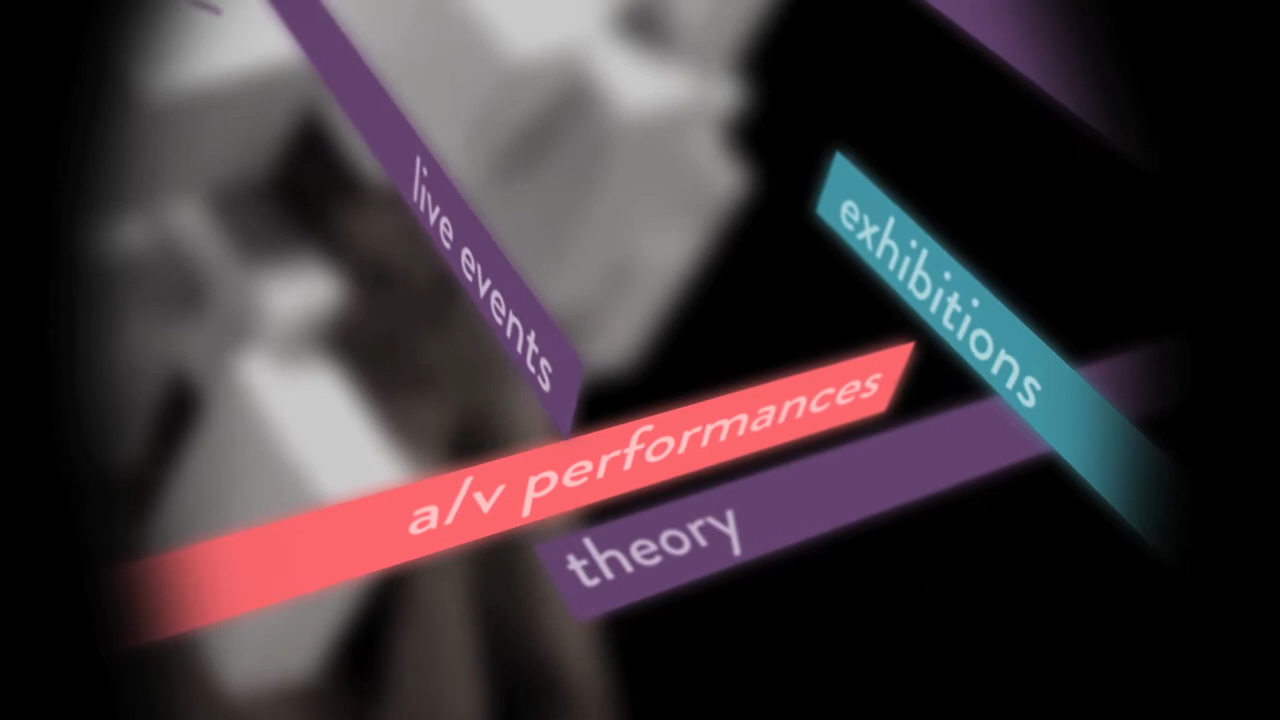 live events
exhibitions
a/v performances
theory